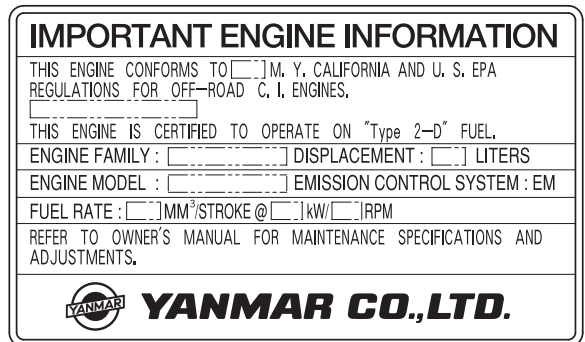 IMPORTANT ENGINE INFORMATION
THIS ENGINE CONFORMS TO M. Y. CALIFORNIA AND U. S. EPA
REGULATIONS FOR OFF-ROAD C. I. ENGINES.
THIS ENGINE IS CERTIFIED TO OPERATE ON "Type 2-D" FUEL.
ENGINE FAMILY : DISPLACEMENT : LITERS
ENGINE MODEL : EMISSION CONTROL SYSTEM : EM
FUEL RATE : MM³/STROKE @ kW/ RPM
REFER TO OWNER'S MANUAL FOR MAINTENANCE SPECIFICATIONS AND
ADJUSTMENTS.
YANMAR YANMAR CO.,LTD.